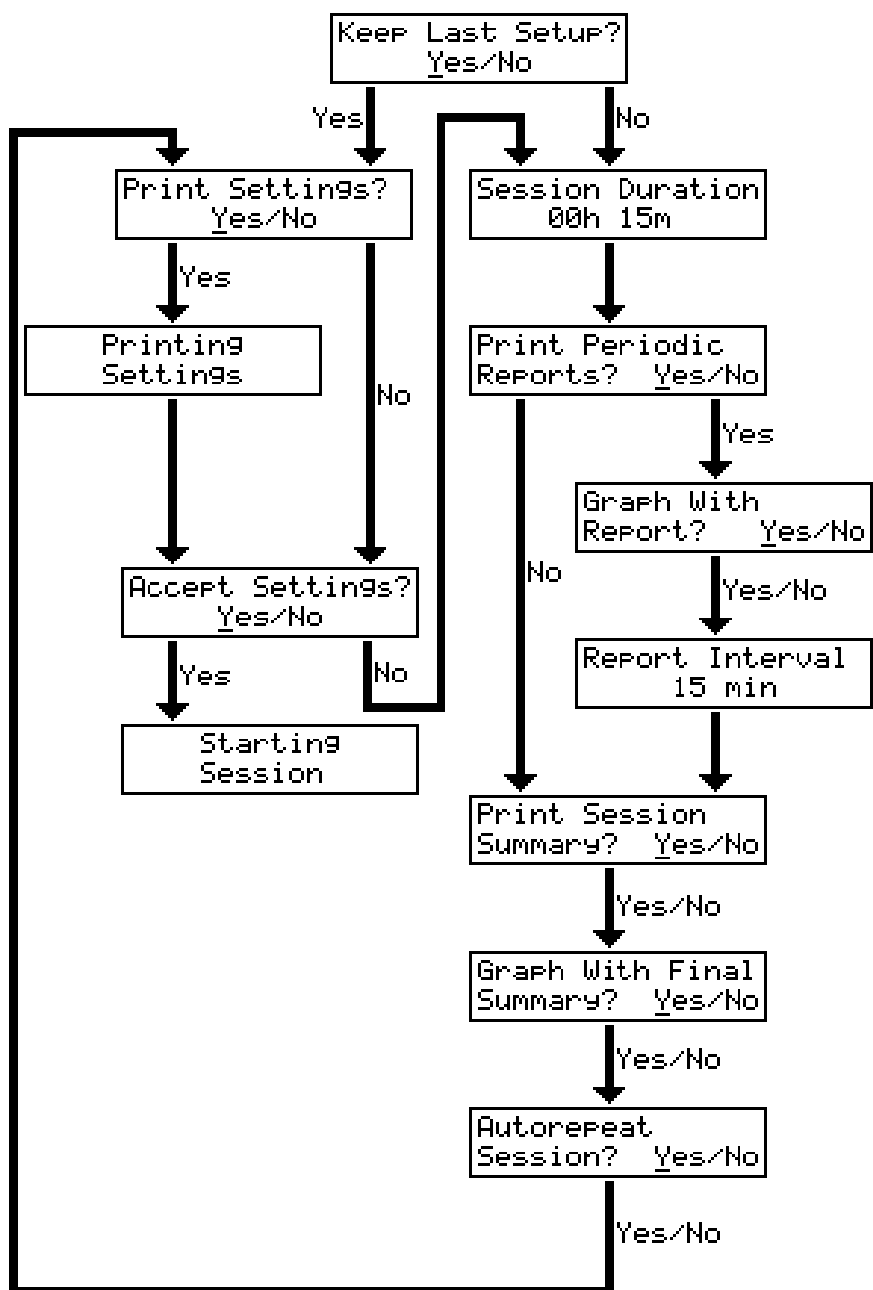 Keep Last Setup?
Yes/No
Yes
No
Print Settings?
Yes/No
Session Duration
00h 15m
Yes
Printing
Settings
No
Print Periodic
Reports? Yes/No
Yes
Graph With
Report? Yes/No
No
Yes/No
Accept Settings?
Yes/No
Report Interval
15 min
Yes
No
Starting
Session
Print Session
Summary? Yes/No
Yes/No
Graph With Final
Summary? Yes/No
Yes/No
Autorepeat
Session? Yes/No
Yes/No